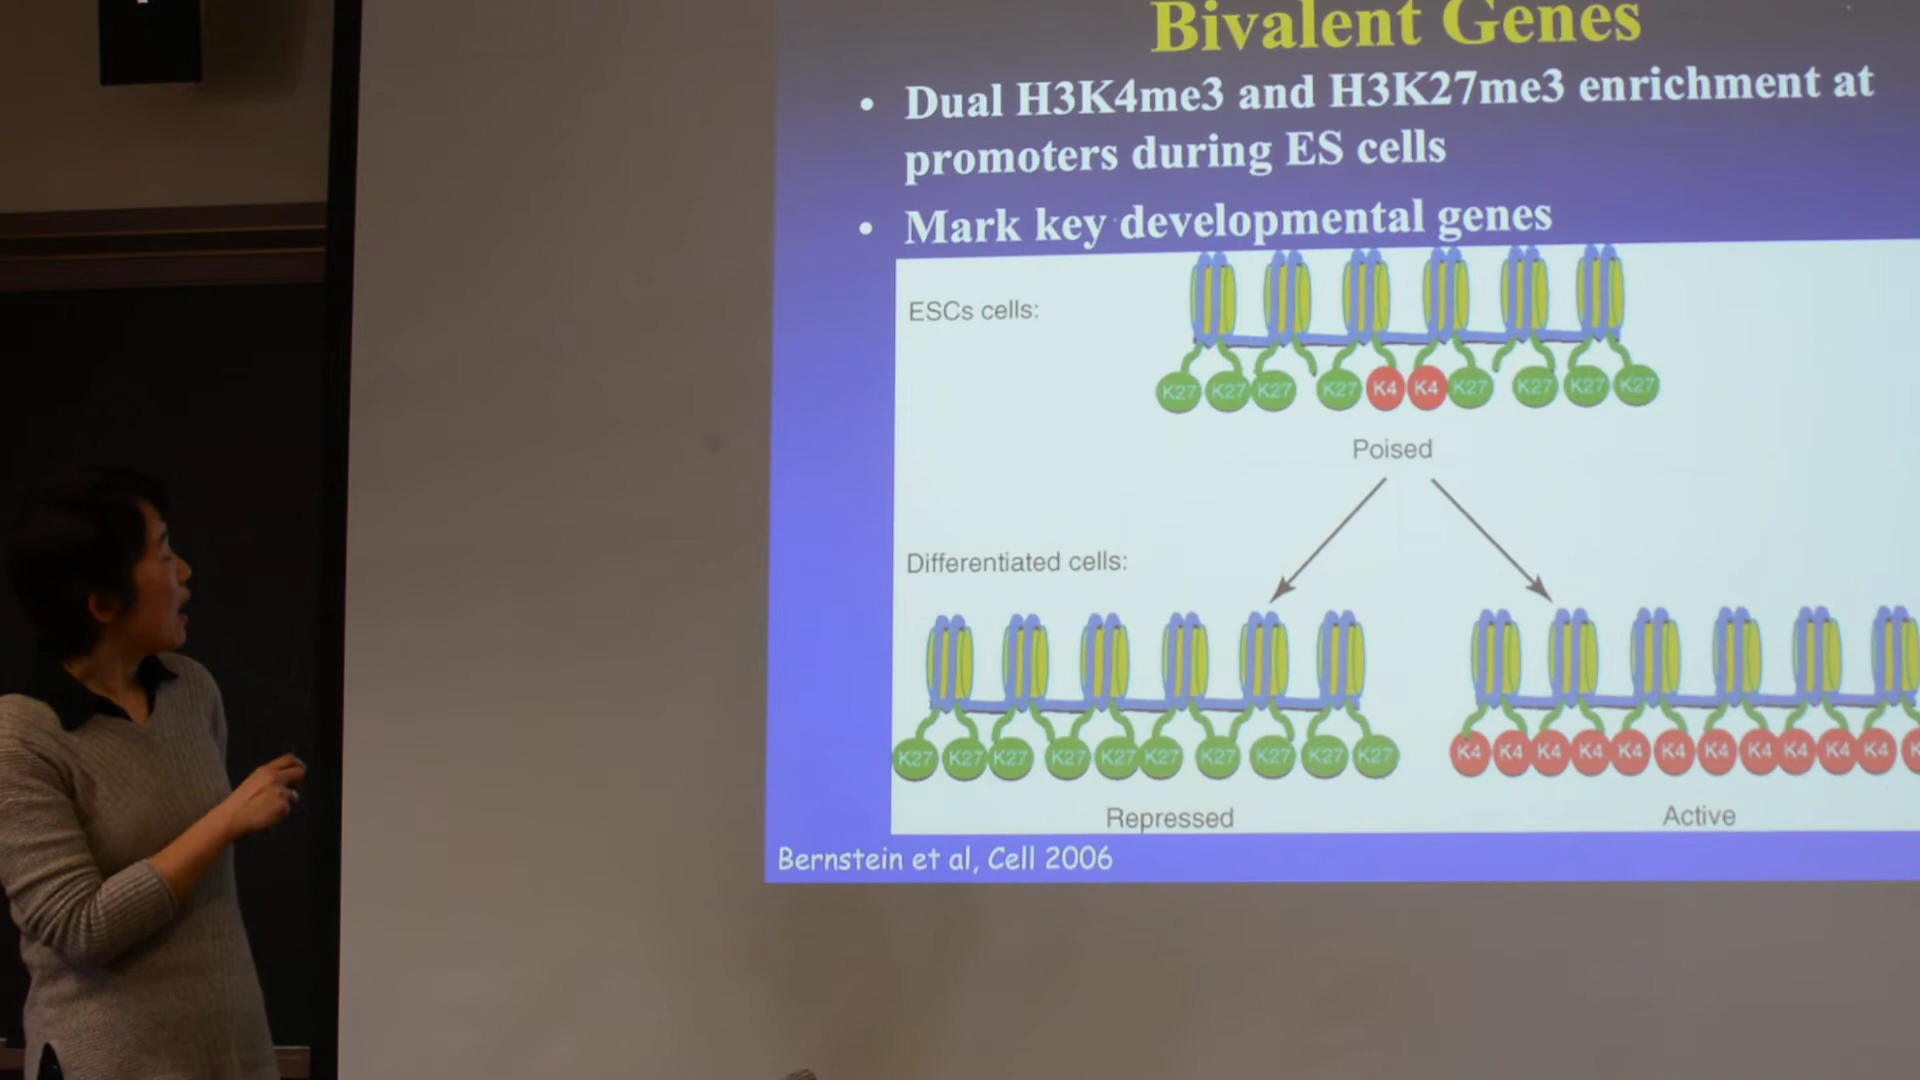 Bivalent Genes
• Dual H3K4me3 and H3K27me3 enrichment at
promoters during ES cells
• Mark key developmental genes
ESCs cells:
K27 K27 K27 K27 K4 K4 K27 K27 K27 K27
Poised
Differentiated cells:
K27 K27 K27 K27 K27 K27 K27 K27 K27 K27
K4 K4 K4 K4 K4 K4 K4 K4 K4 K4 K4
Repressed
Active
Bernstein et al, Cell 2006